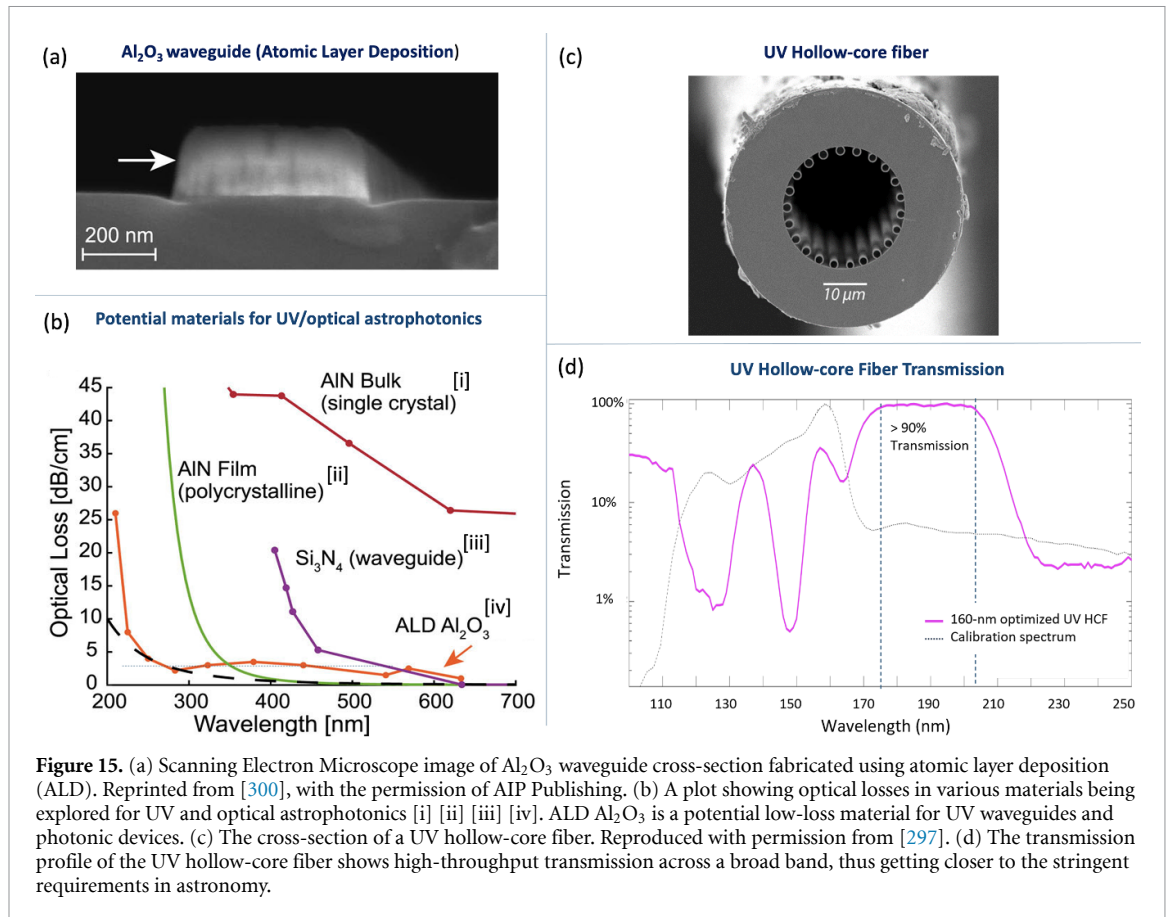 (a)
Al₂O₃ waveguide (Atomic Layer Deposition)
200 nm
(b)
Potential materials for UV/optical astrophotonics
45
40
35
30
25
20
15
10
5
0
Optical Loss [dB/cm]
AlN Bulk [i]
(single crystal)
AlN Film
(polycrystalline) [ii]
Si₃N₄ (waveguide) [iii]
ALD Al₂O₃ [iv]
200 300 400 500 600 700
Wavelength [nm]
(c)
UV Hollow-core fiber
10 µm
(d)
UV Hollow-core Fiber Transmission
100%
10%
1%
Transmission
> 90%
Transmission
160-nm optimized UV HCF
Calibration spectrum
110 130 150 170 190 210 230 250
Wavelength (nm)
Figure 15. (a) Scanning Electron Microscope image of Al₂O₃ waveguide cross-section fabricated using atomic layer deposition
(ALD). Reprinted from [300], with the permission of AIP Publishing. (b) A plot showing optical losses in various materials being
explored for UV and optical astrophotonics [i] [ii] [iii] [iv]. ALD Al₂O₃ is a potential low-loss material for UV waveguides and
photonic devices. (c) The cross-section of a UV hollow-core fiber. Reproduced with permission from [297]. (d) The transmission
profile of the UV hollow-core fiber shows high-throughput transmission across a broad band, thus getting closer to the stringent
requirements in astronomy.